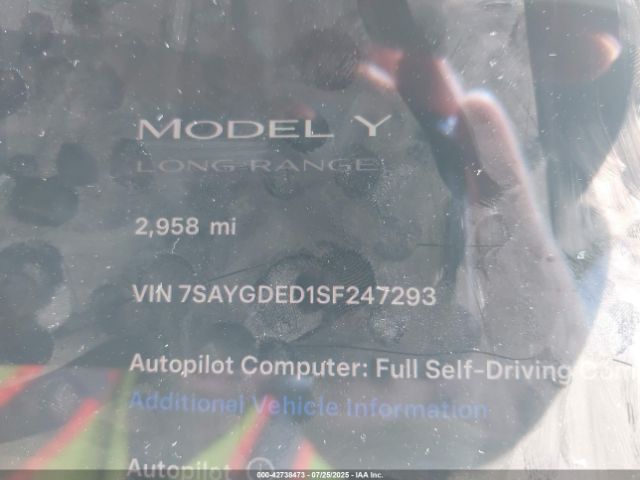 MODEL Y
LONG RANGE
2,958 mi
VIN 7SAYGDED1SF247293
Autopilot Computer: Full Self-Driving Com
Additional Vehicle Information
Autopilot
000-42738473 - 07/25/2025 - IAA Inc.